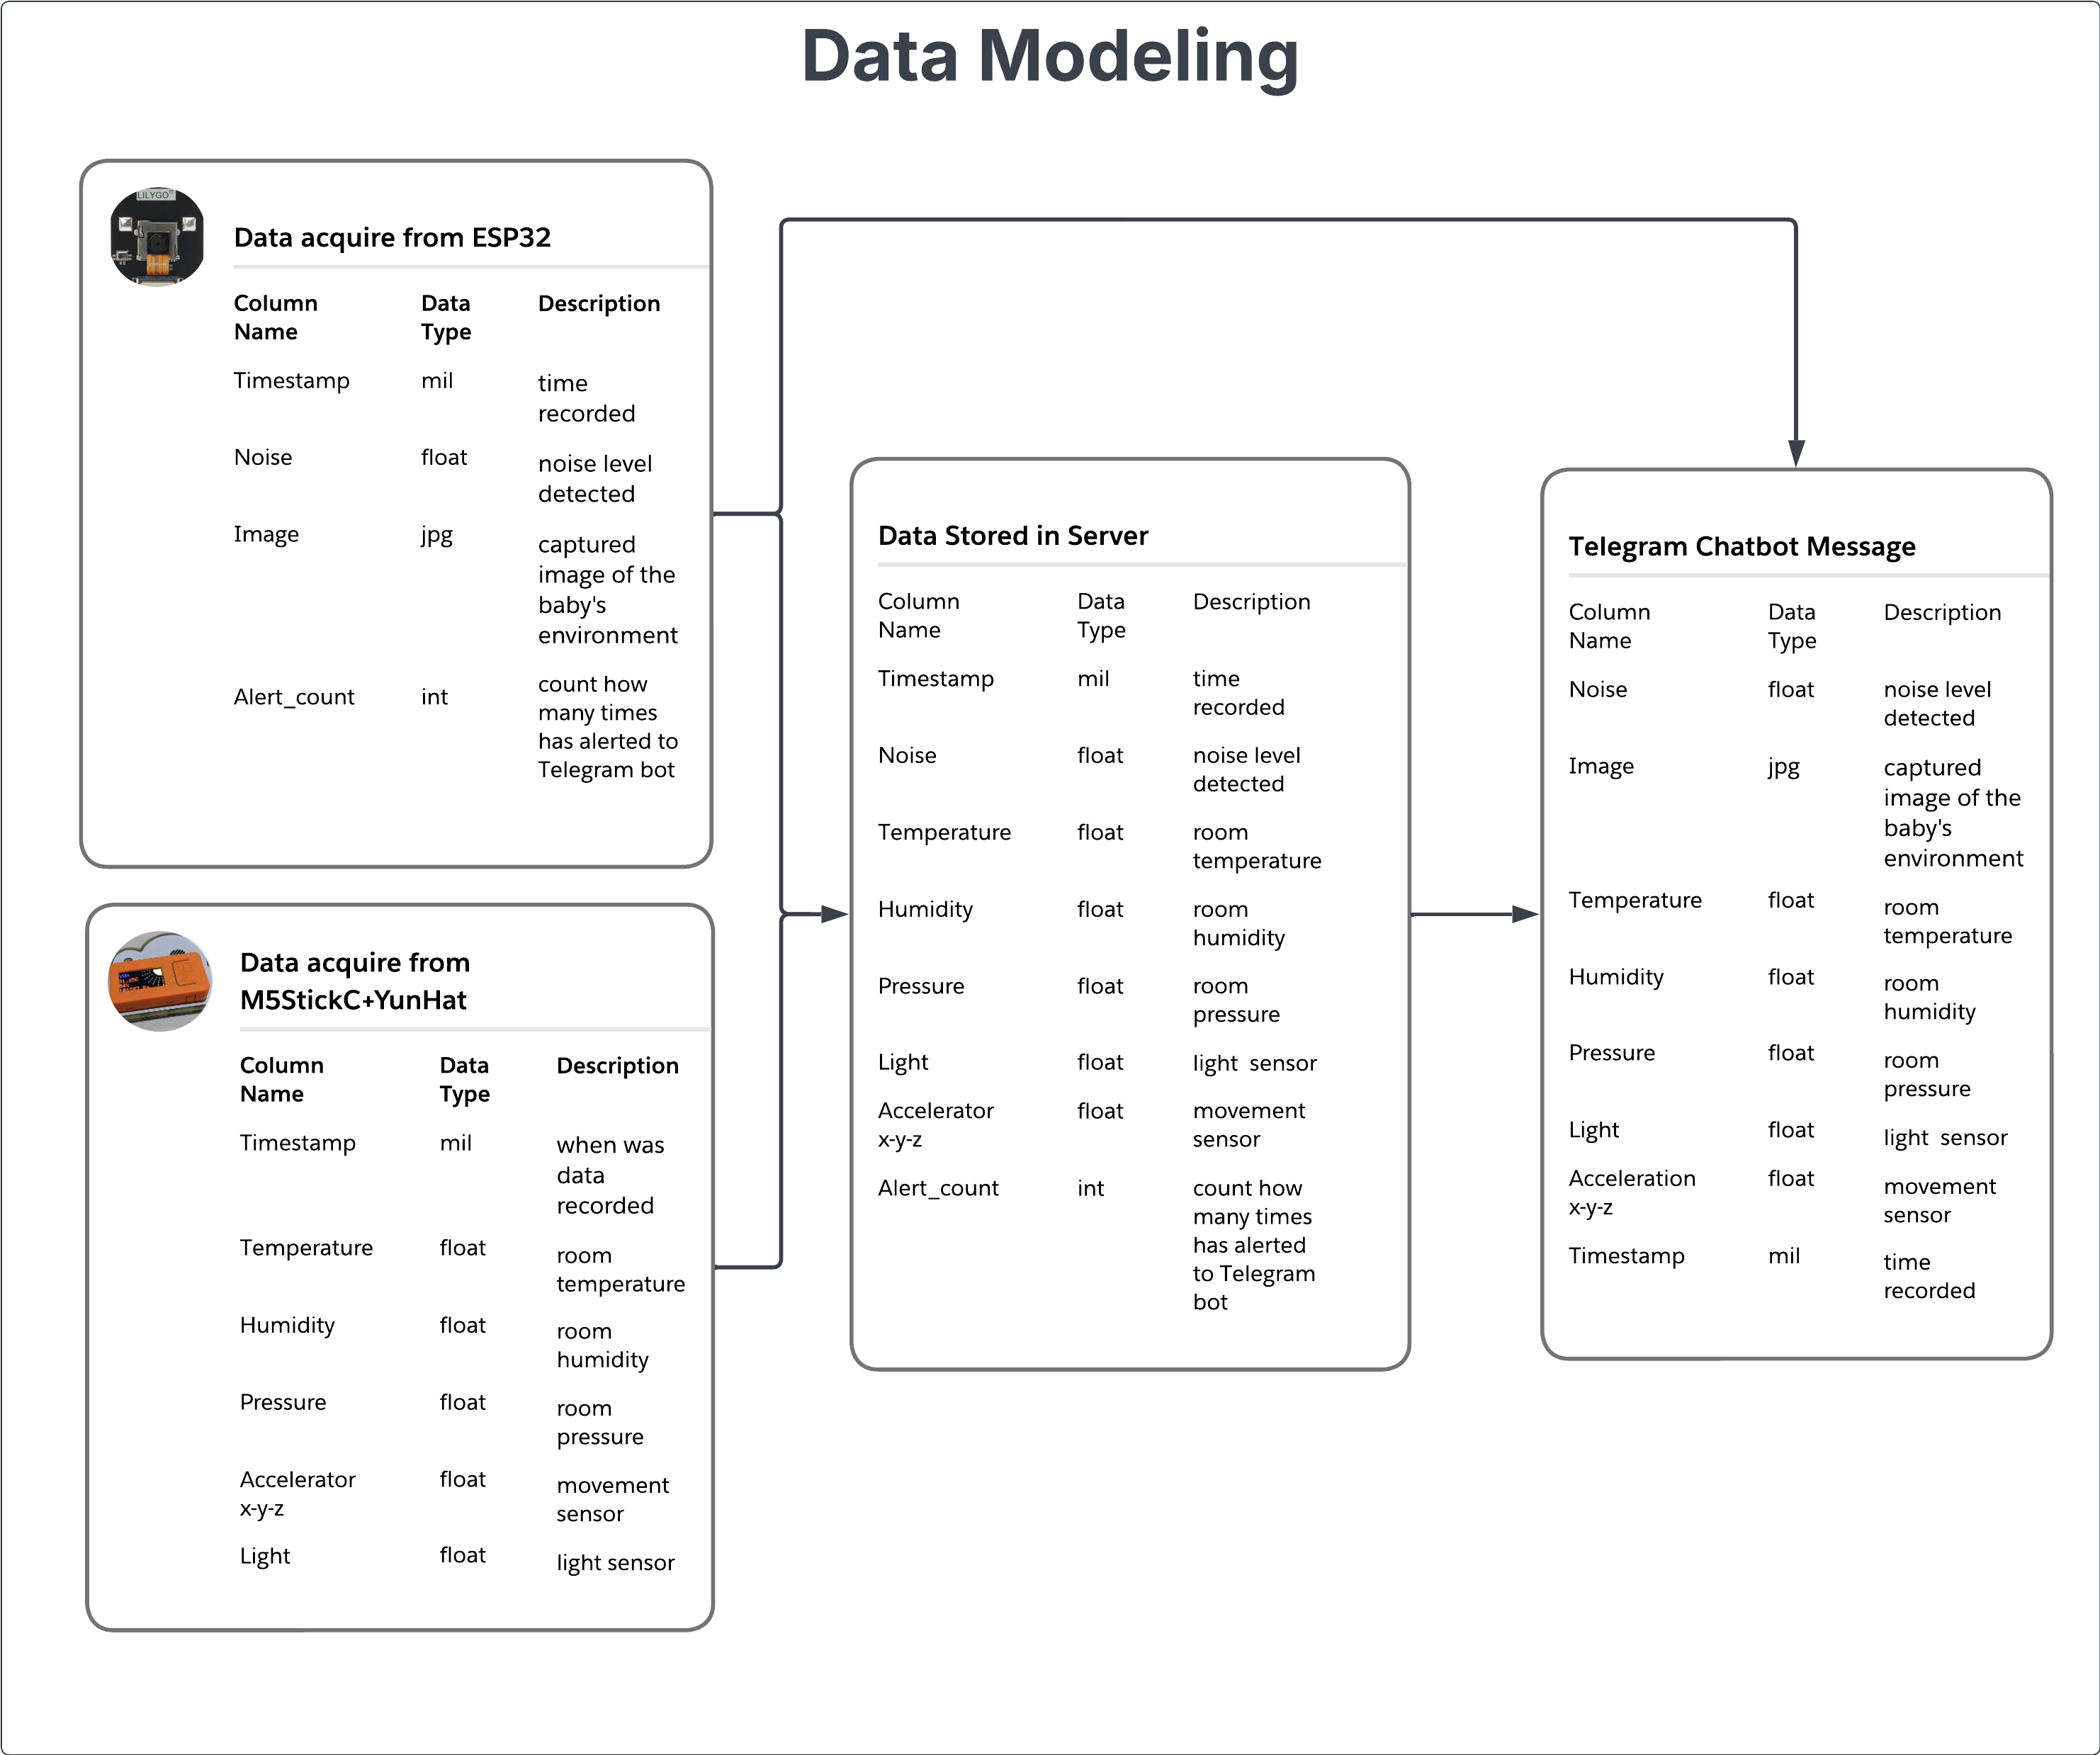 Data Modeling
LILYGO
Data acquire from ESP32
Column Name
Data Type
Description
Timestamp
mil
time recorded
Noise
float
noise level detected
Image
jpg
captured image of the baby's environment
Alert_count
int
count how many times has alerted to Telegram bot
Data acquire from
M5StickC+YunHat
Column Name
Data Type
Description
Timestamp
mil
when was data recorded
Temperature
float
room temperature
Humidity
float
room humidity
Pressure
float
room pressure
Accelerator x-y-z
float
movement sensor
Light
float
light sensor
Data Stored in Server
Column Name
Data Type
Description
Timestamp
mil
time recorded
Noise
float
noise level detected
Temperature
float
room temperature
Humidity
float
room humidity
Pressure
float
room pressure
Light
float
light sensor
Accelerator x-y-z
float
movement sensor
Alert_count
int
count how many times has alerted to Telegram bot
Telegram Chatbot Message
Column Name
Data Type
Description
Noise
float
noise level detected
Image
jpg
captured image of the baby's environment
Temperature
float
room temperature
Humidity
float
room humidity
Pressure
float
room pressure
Light
float
light sensor
Acceleration x-y-z
float
movement sensor
Timestamp
mil
time recorded